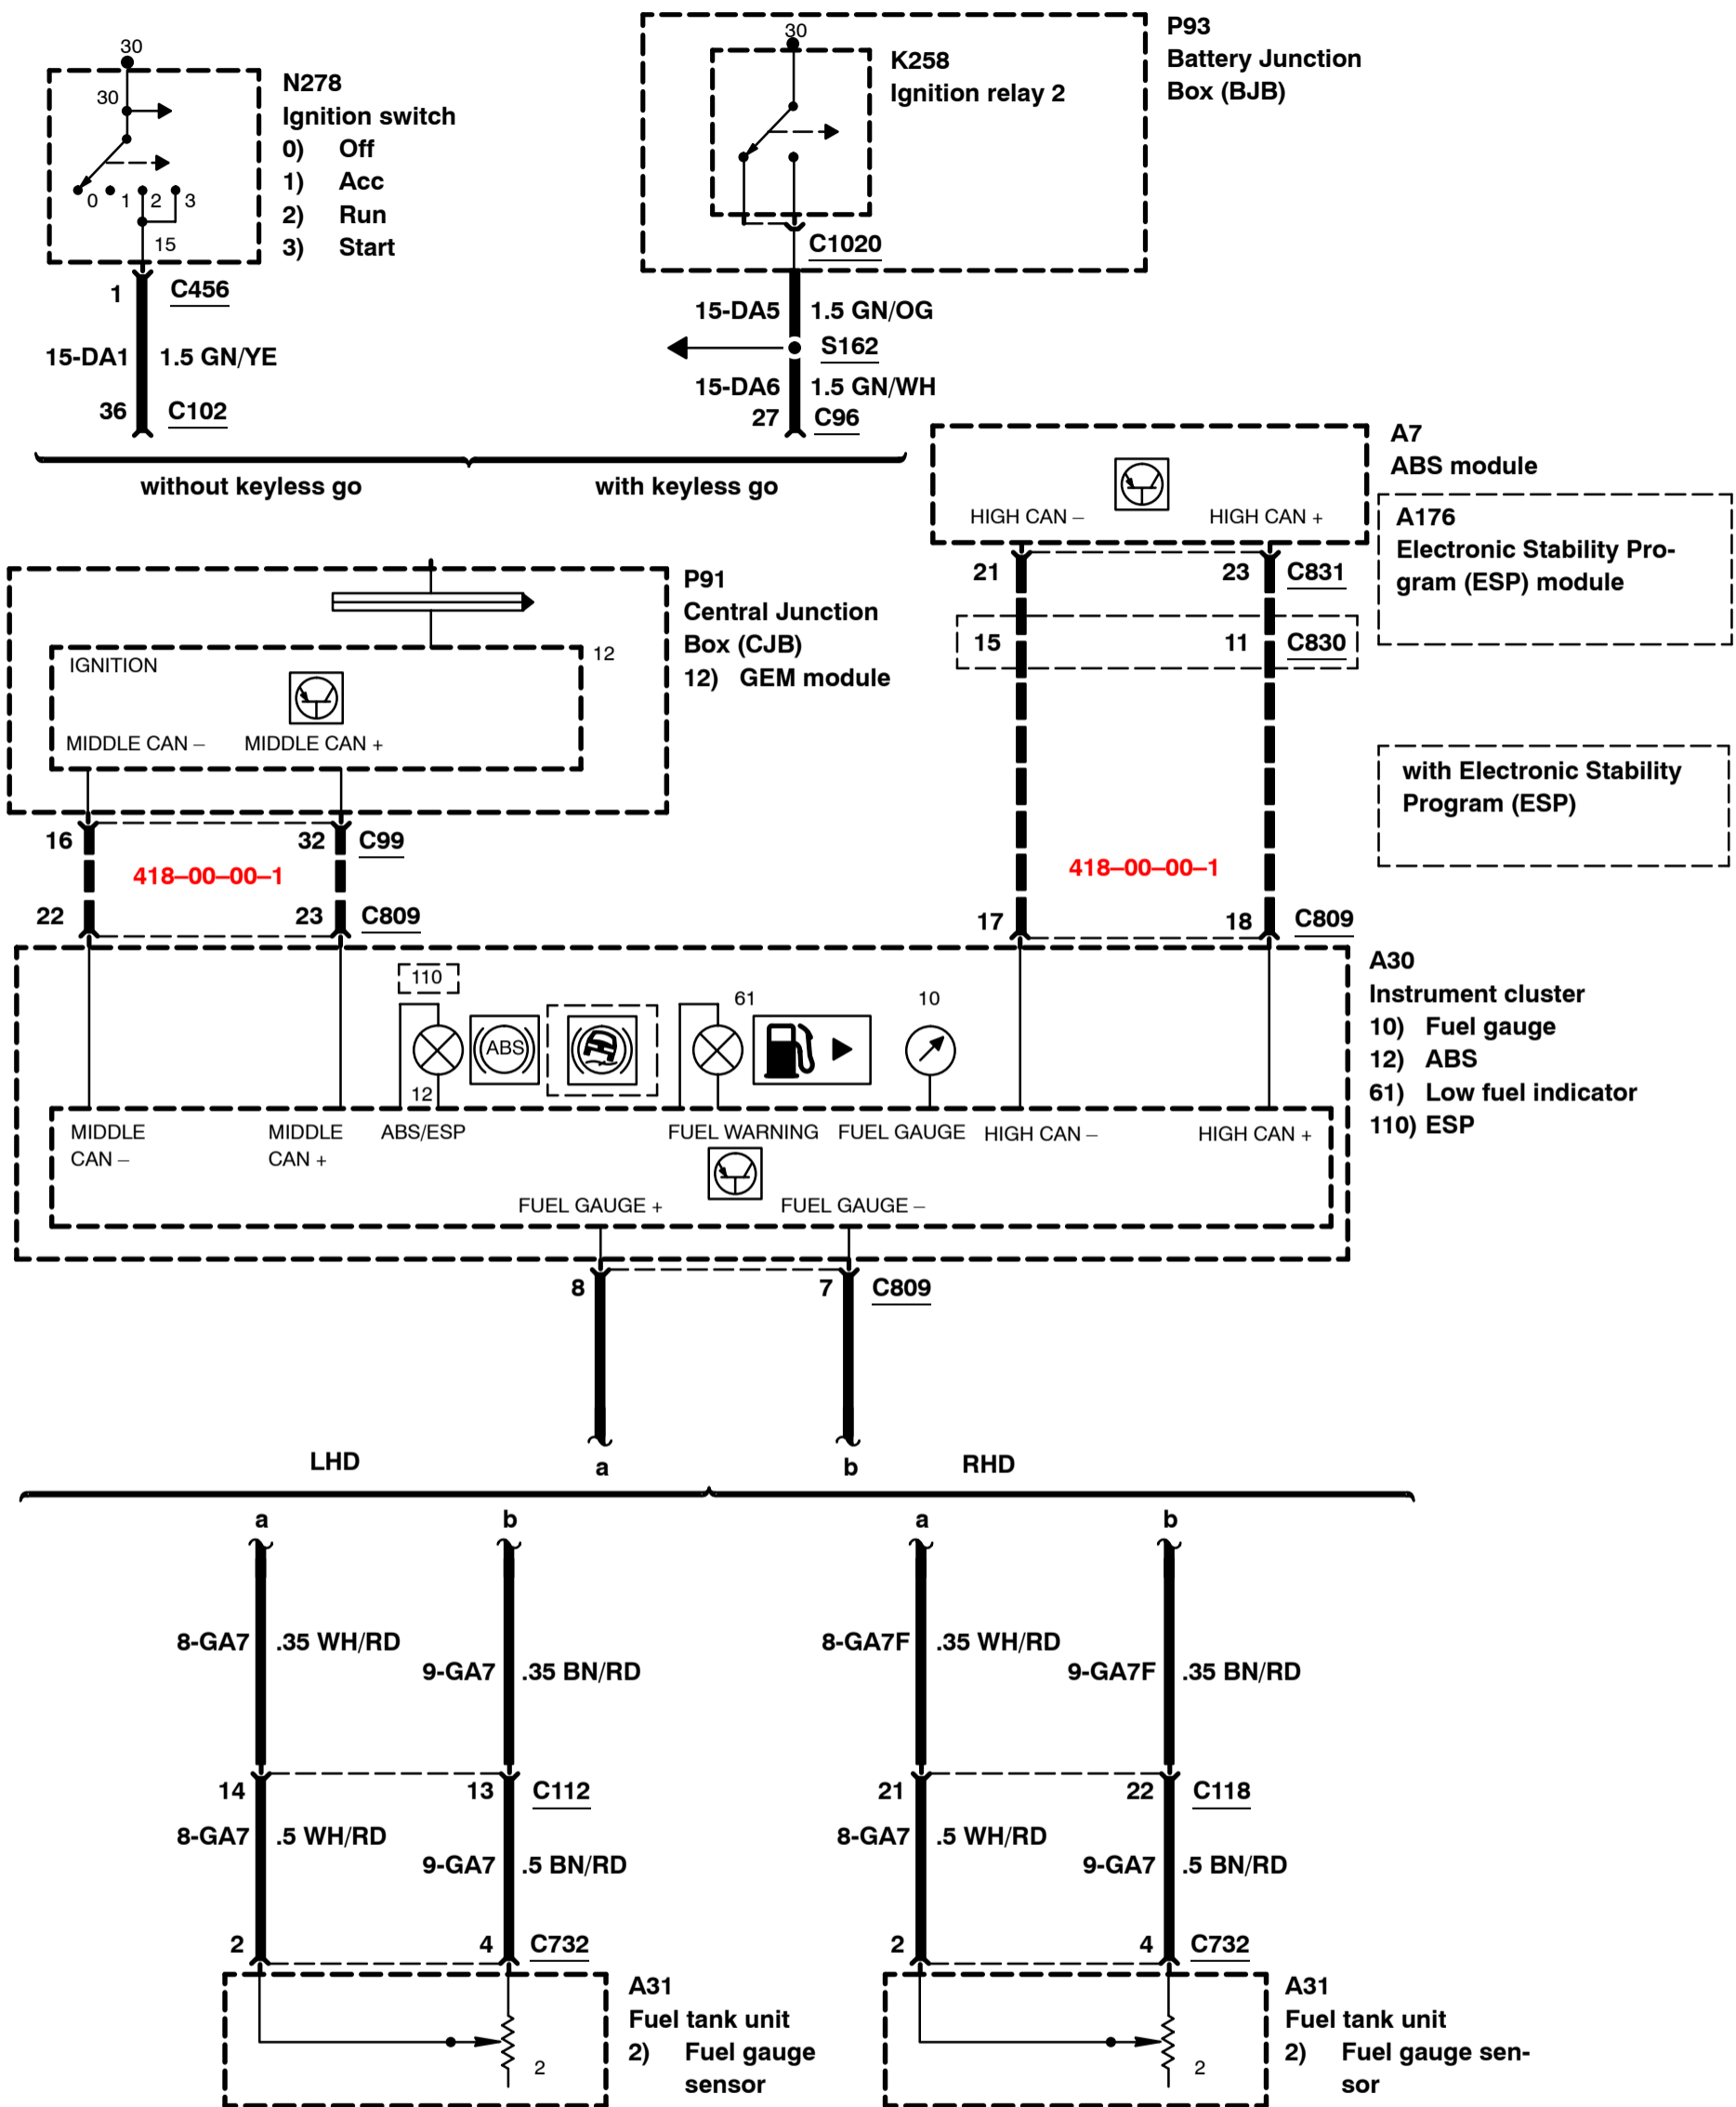 30
30
0
1
2
3
15
N278
Ignition switch
0) Off
1) Acc
2) Run
3) Start
1
C456
15-DA1
1.5 GN/YE
36
C102
30
K258
Ignition relay 2
C1020
P93
Battery Junction
Box (BJB)
15-DA5
1.5 GN/OG
S162
15-DA6
1.5 GN/WH
27
C96
without keyless go
with keyless go
HIGH CAN –
HIGH CAN +
A7
ABS module
A176
Electronic Stability Pro-
gram (ESP) module
21
23
C831
15
11
C830
with Electronic Stability
Program (ESP)
IGNITION
12
MIDDLE CAN –
MIDDLE CAN +
P91
Central Junction
Box (CJB)
12) GEM module
16
32
C99
418–00–00–1
22
23
C809
418–00–00–1
17
18
C809
110
12
ABS
61
10
A30
Instrument cluster
10) Fuel gauge
12) ABS
61) Low fuel indicator
110) ESP
MIDDLE
CAN –
MIDDLE
CAN +
ABS/ESP
FUEL WARNING
FUEL GAUGE
HIGH CAN –
HIGH CAN +
FUEL GAUGE +
FUEL GAUGE –
8
7
C809
LHD
a
b
RHD
a
b
a
b
8-GA7
.35 WH/RD
9-GA7
.35 BN/RD
8-GA7F
.35 WH/RD
9-GA7F
.35 BN/RD
14
13
C112
21
22
C118
8-GA7
.5 WH/RD
9-GA7
.5 BN/RD
8-GA7
.5 WH/RD
9-GA7
.5 BN/RD
2
4
C732
2
4
C732
2
A31
Fuel tank unit
2) Fuel gauge
sensor
2
A31
Fuel tank unit
2) Fuel gauge sen-
sor